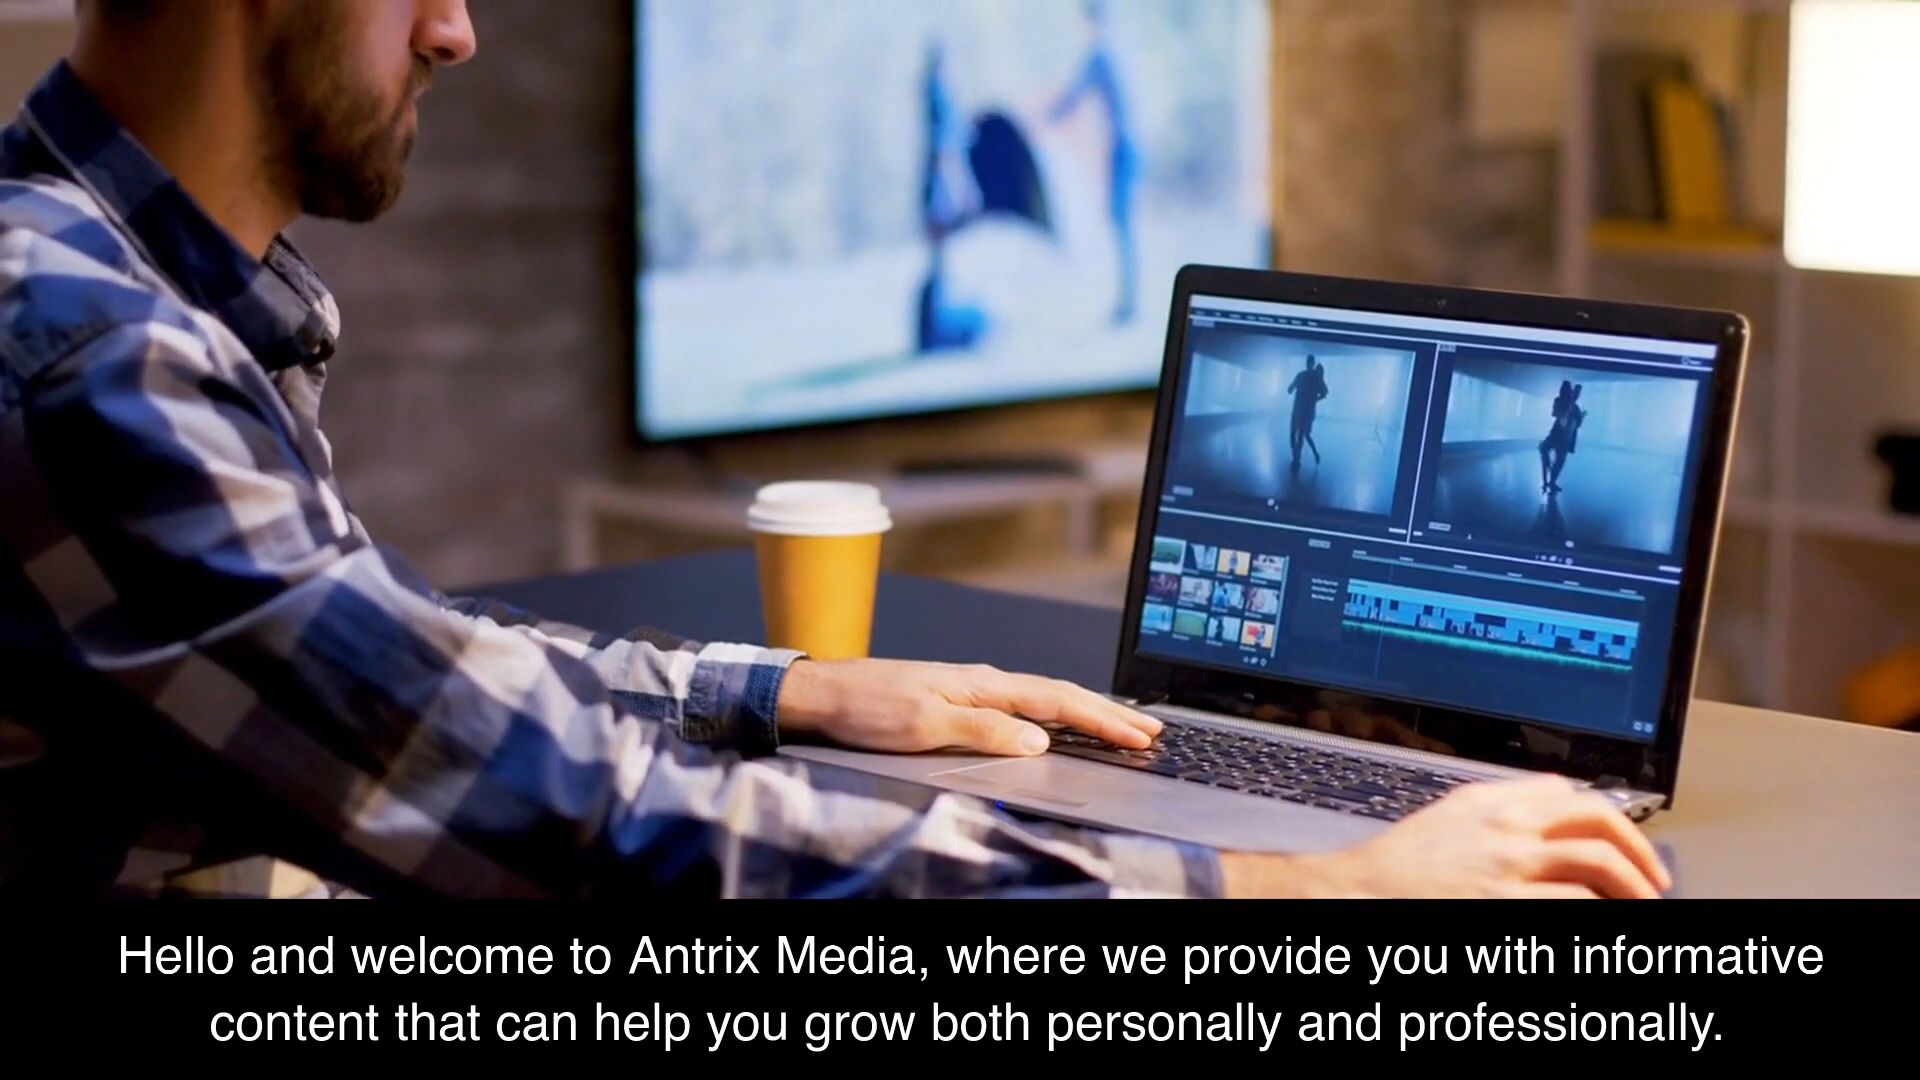 Hello and welcome to Antrix Media, where we provide you with informative
content that can help you grow both personally and professionally.